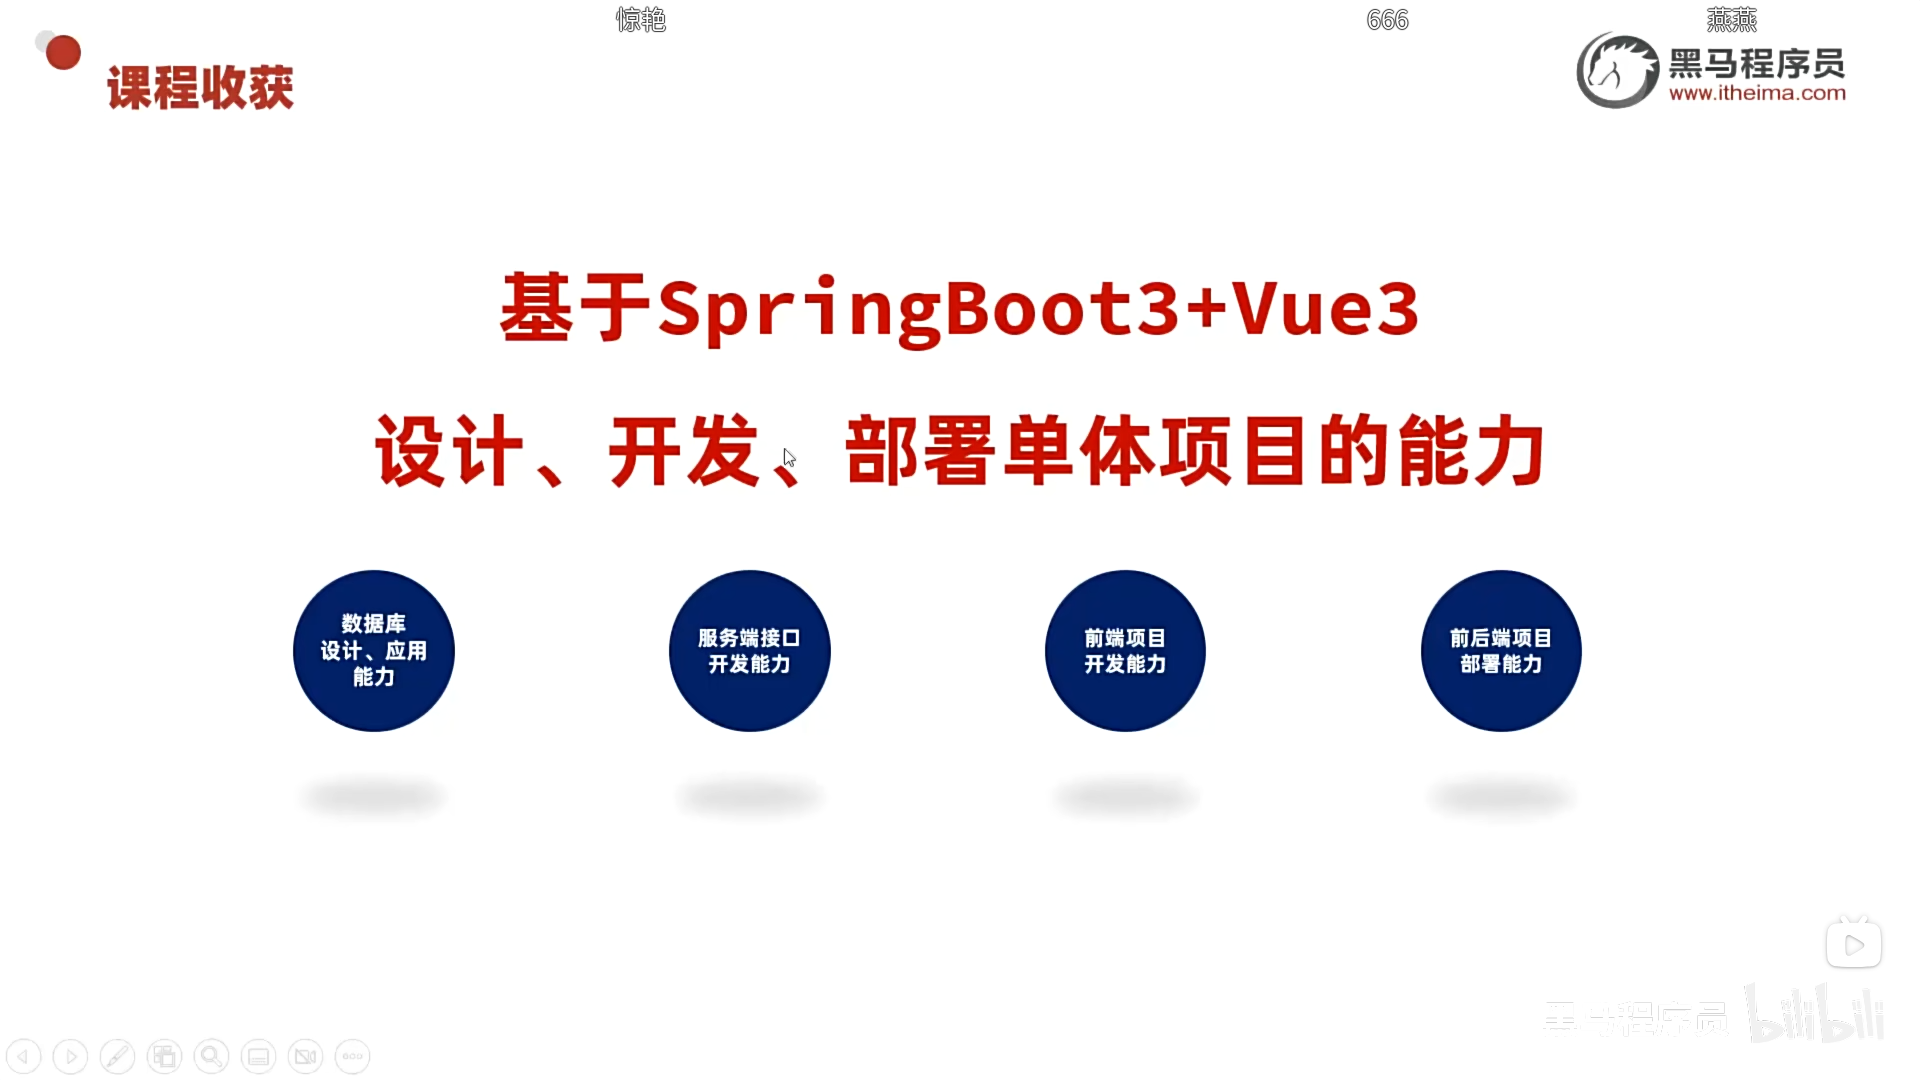 惊艳
666
燕燕
课程收获
黑马程序员
www.itheima.com
基于SpringBoot3+Vue3
设计、开发、部署单体项目的能力
数据库
设计、应用
能力
服务端接口
开发能力
前端项目
开发能力
前后端项目
部署能力
黑马程序员 bilibili